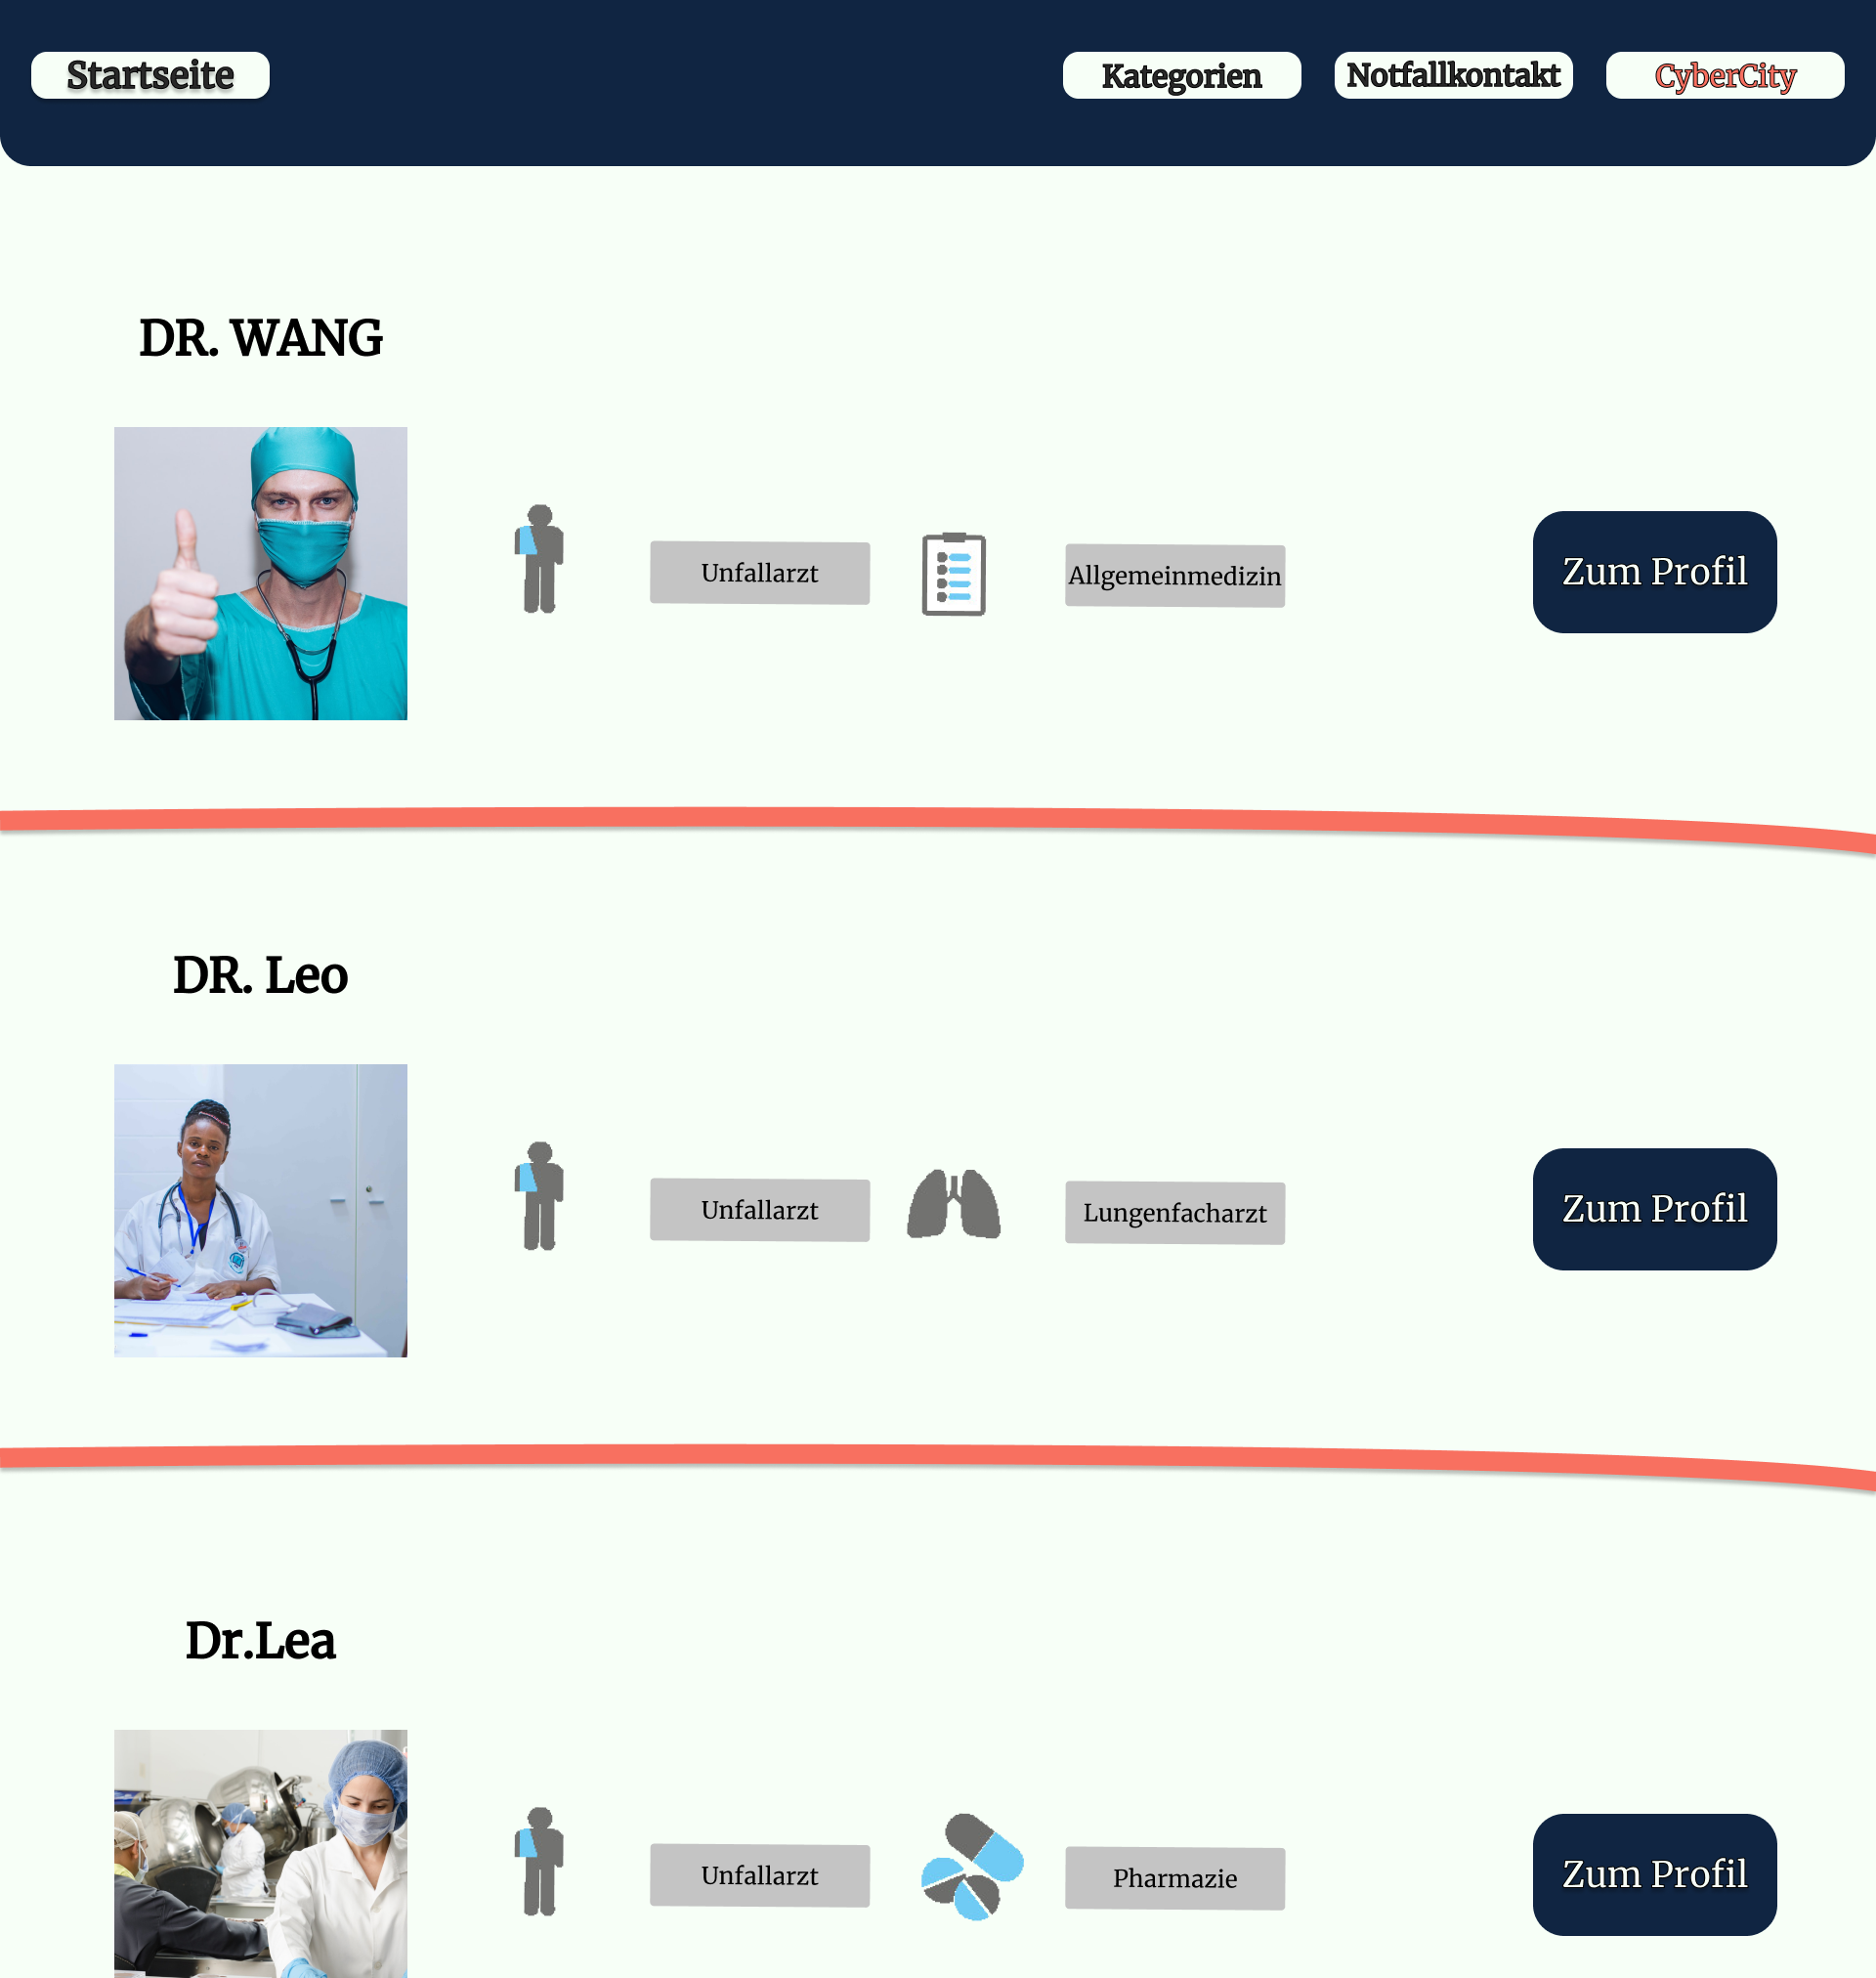 Startseite
Kategorien
Notfallkontakt
CyberCity
DR. WANG
Unfallarzt
Allgemeinmedizin
Zum Profil
DR. Leo
Unfallarzt
Lungenfacharzt
Zum Profil
Dr.Lea
Unfallarzt
Pharmazie
Zum Profil